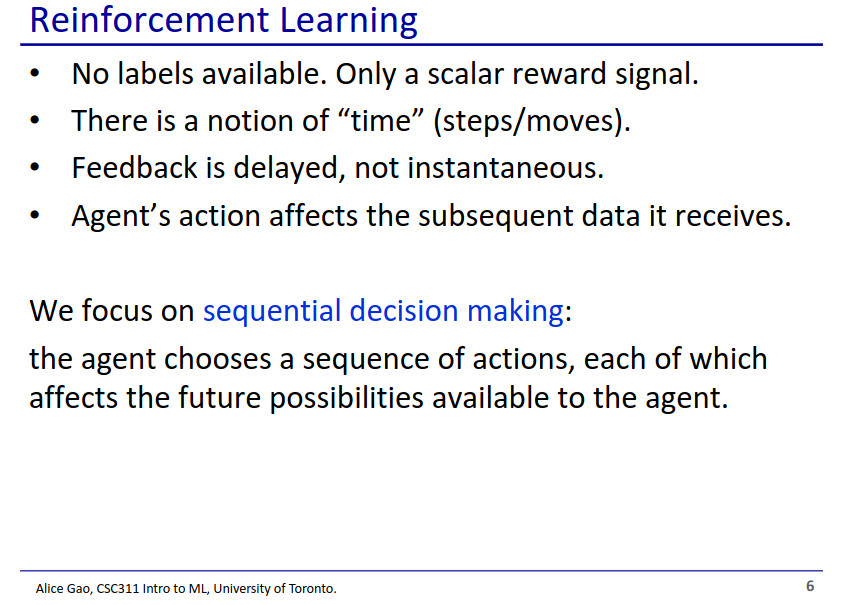 Reinforcement Learning
• No labels available. Only a scalar reward signal.
• There is a notion of “time” (steps/moves).
• Feedback is delayed, not instantaneous.
• Agent’s action affects the subsequent data it receives.
We focus on sequential decision making:
the agent chooses a sequence of actions, each of which
affects the future possibilities available to the agent.
Alice Gao, CSC311 Intro to ML, University of Toronto.
6